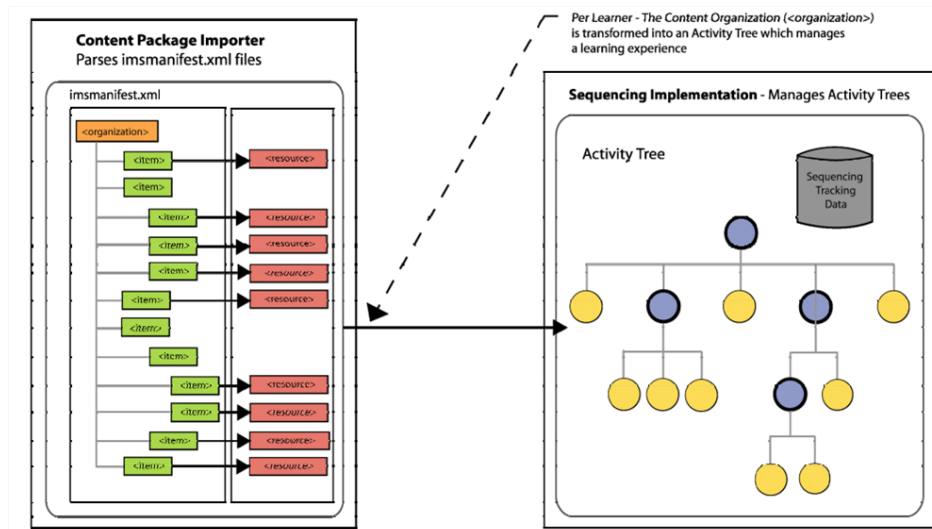 Per Learner - The Content Organization (<organization>)
is transformed into an Activity Tree which manages
a learning experience
Content Package Importer
Parses imsmanifest.xml files
imsmanifest.xml
<organization>
<item>
<resource>
<item>
<item>
<resource>
<item>
<resource>
<item>
<resource>
<item>
<resource>
<item>
<item>
<item>
<resource>
<item>
<resource>
<item>
<resource>
<item>
<resource>
Sequencing Implementation - Manages Activity Trees
Activity Tree
Sequencing
Tracking
Data